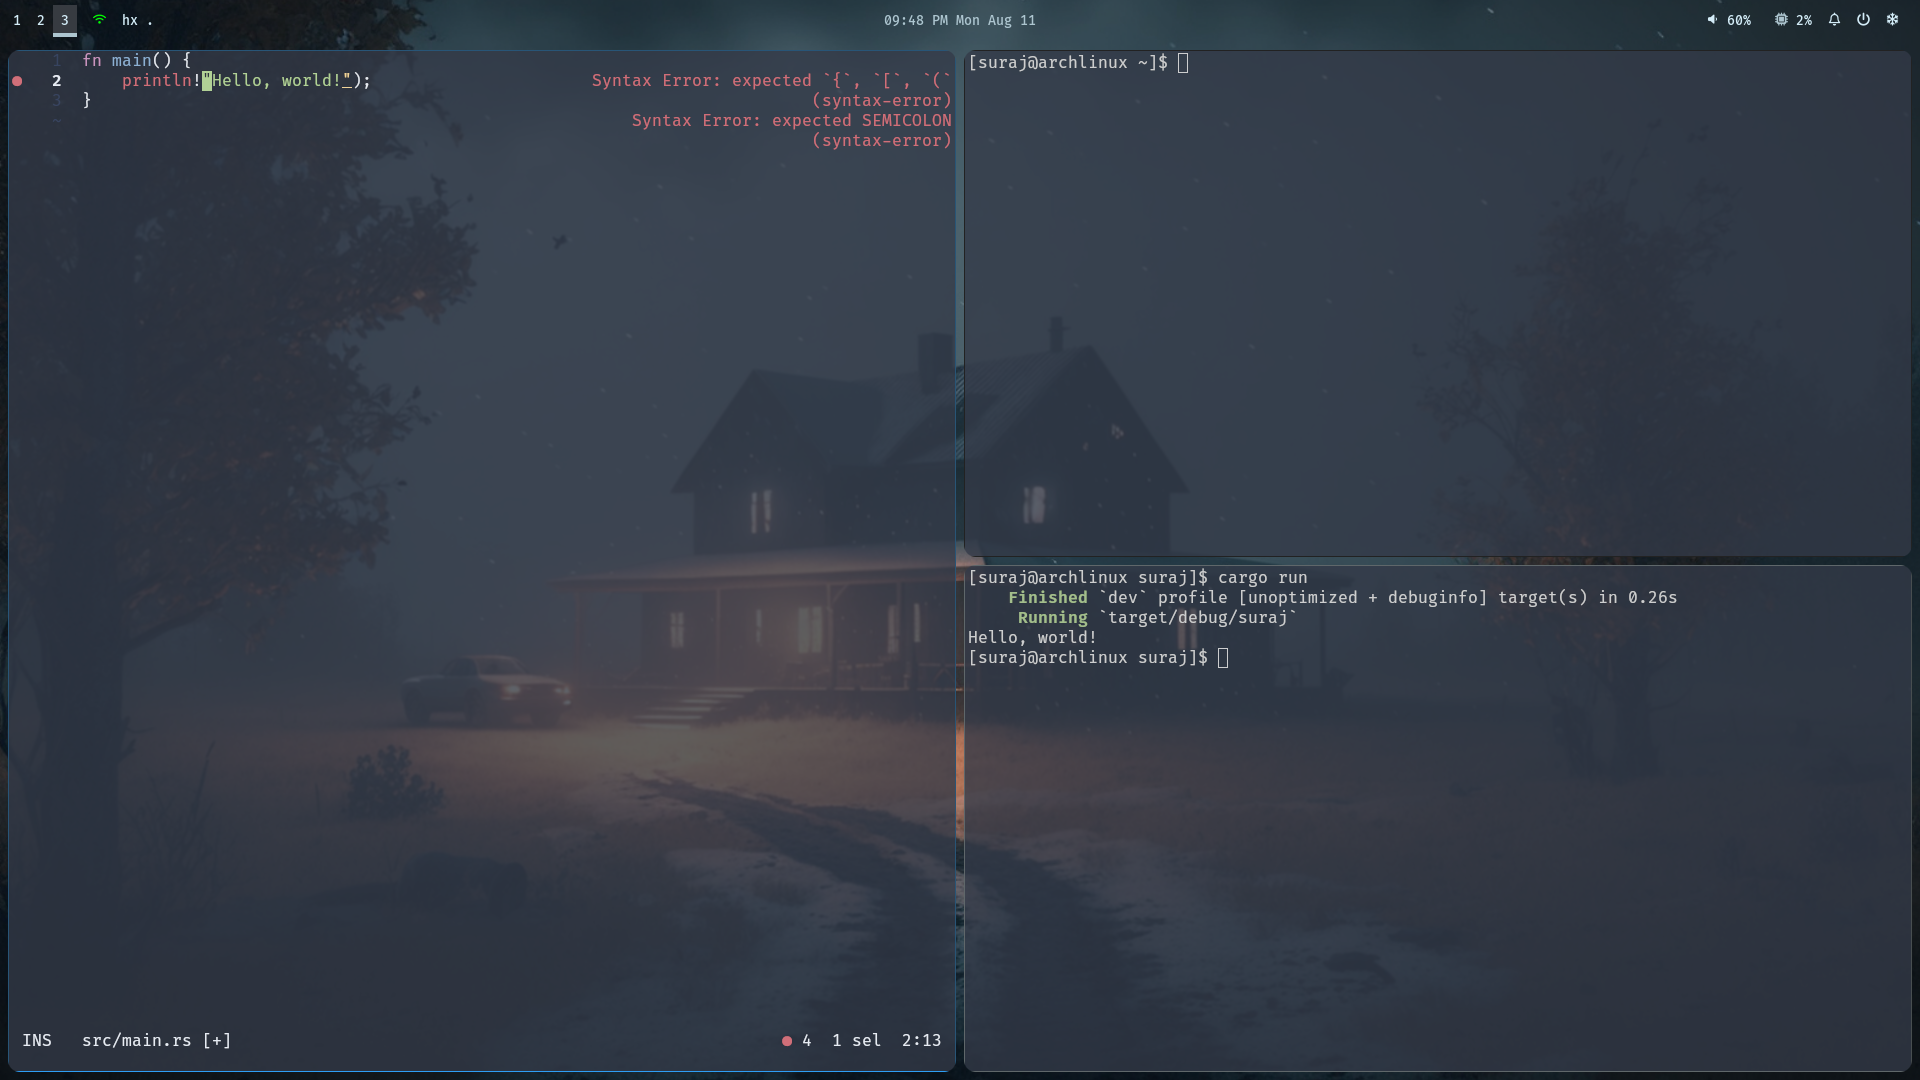 1 2 3 hx .
09:48 PM Mon Aug 11
60% 2%
1 fn main() {
2 println!"Hello, world!_");
3 }
~
Syntax Error: expected `{`, `[`, `(`
(syntax-error)
Syntax Error: expected SEMICOLON
(syntax-error)
INS src/main.rs [+] 4 1 sel 2:13
[suraj@archlinux ~]$
[suraj@archlinux suraj]$ cargo run
Finished `dev` profile [unoptimized + debuginfo] target(s) in 0.26s
Running `target/debug/suraj`
Hello, world!
[suraj@archlinux suraj]$